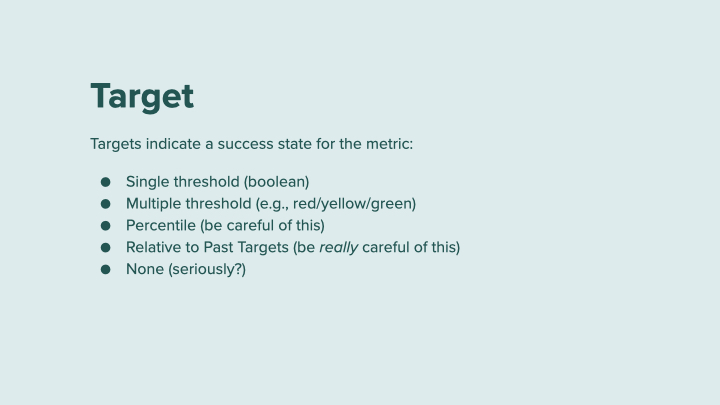 Target
Targets indicate a success state for the metric:
● Single threshold (boolean)
● Multiple threshold (e.g., red/yellow/green)
● Percentile (be careful of this)
● Relative to Past Targets (be really careful of this)
● None (seriously?)